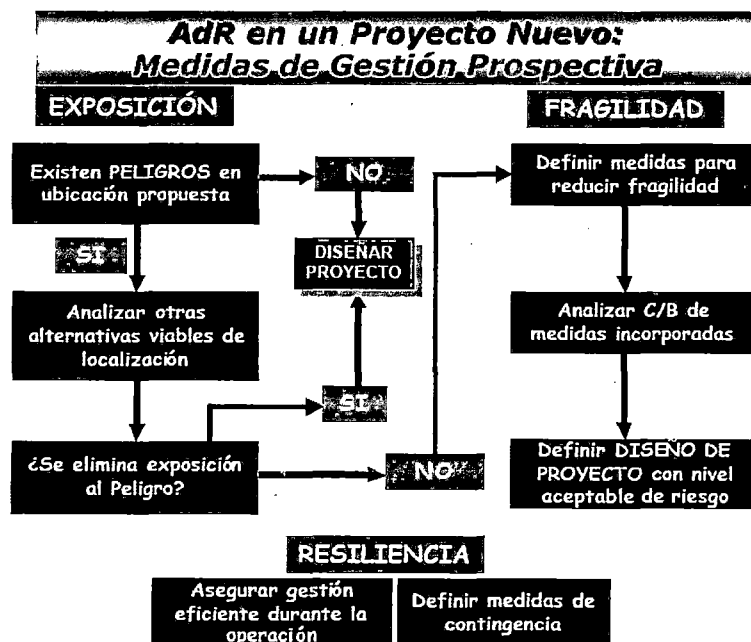 AdR en un Proyecto Nuevo:
Medidas de Gestión Prospectiva
EXPOSICIÓN
Existen PELIGROS en
ubicación propuesta
NO
SI
DISEÑAR
PROYECTO
Analizar otras
alternativas viables de
localización
SI
¿Se elimina exposición
al Peligro?
NO
FRAGILIDAD
Definir medidas para
reducir fragilidad
Analizar C/B de
medidas incorporadas
Definir DISEÑO DE
PROYECTO con nivel
aceptable de riesgo
RESILIENCIA
Asegurar gestión
eficiente durante la
operación
Definir medidas de
contingencia